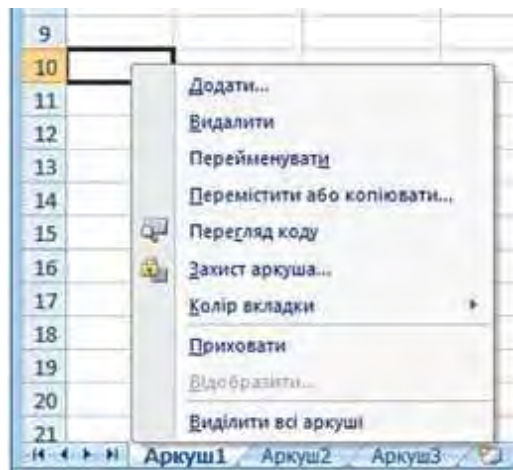 9
10
11
12
13
14
15
16
17
18
19
20
21
Додати...
Видалити
Перейменувати
Перемістити або копіювати...
Перегляд коду
Захист аркуша...
Колір вкладки
Приховати
Відобразити...
Виділити всі аркуші
Аркуш1 Аркуш2 Аркуш3